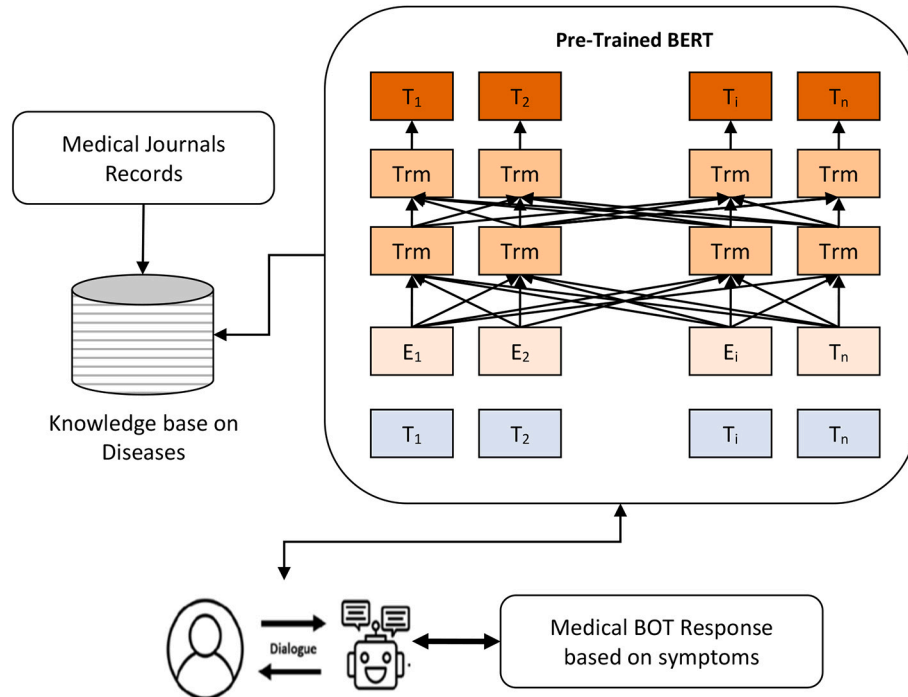 Pre-Trained BERT
T1 T2 Ti Tn
Medical Journals
Records
Trm Trm Trm Trm
Trm Trm Trm Trm
E1 E2 Ei Tn
Knowledge base on
Diseases
T1 T2 Ti Tn
Dialogue
Medical BOT Response
based on symptoms